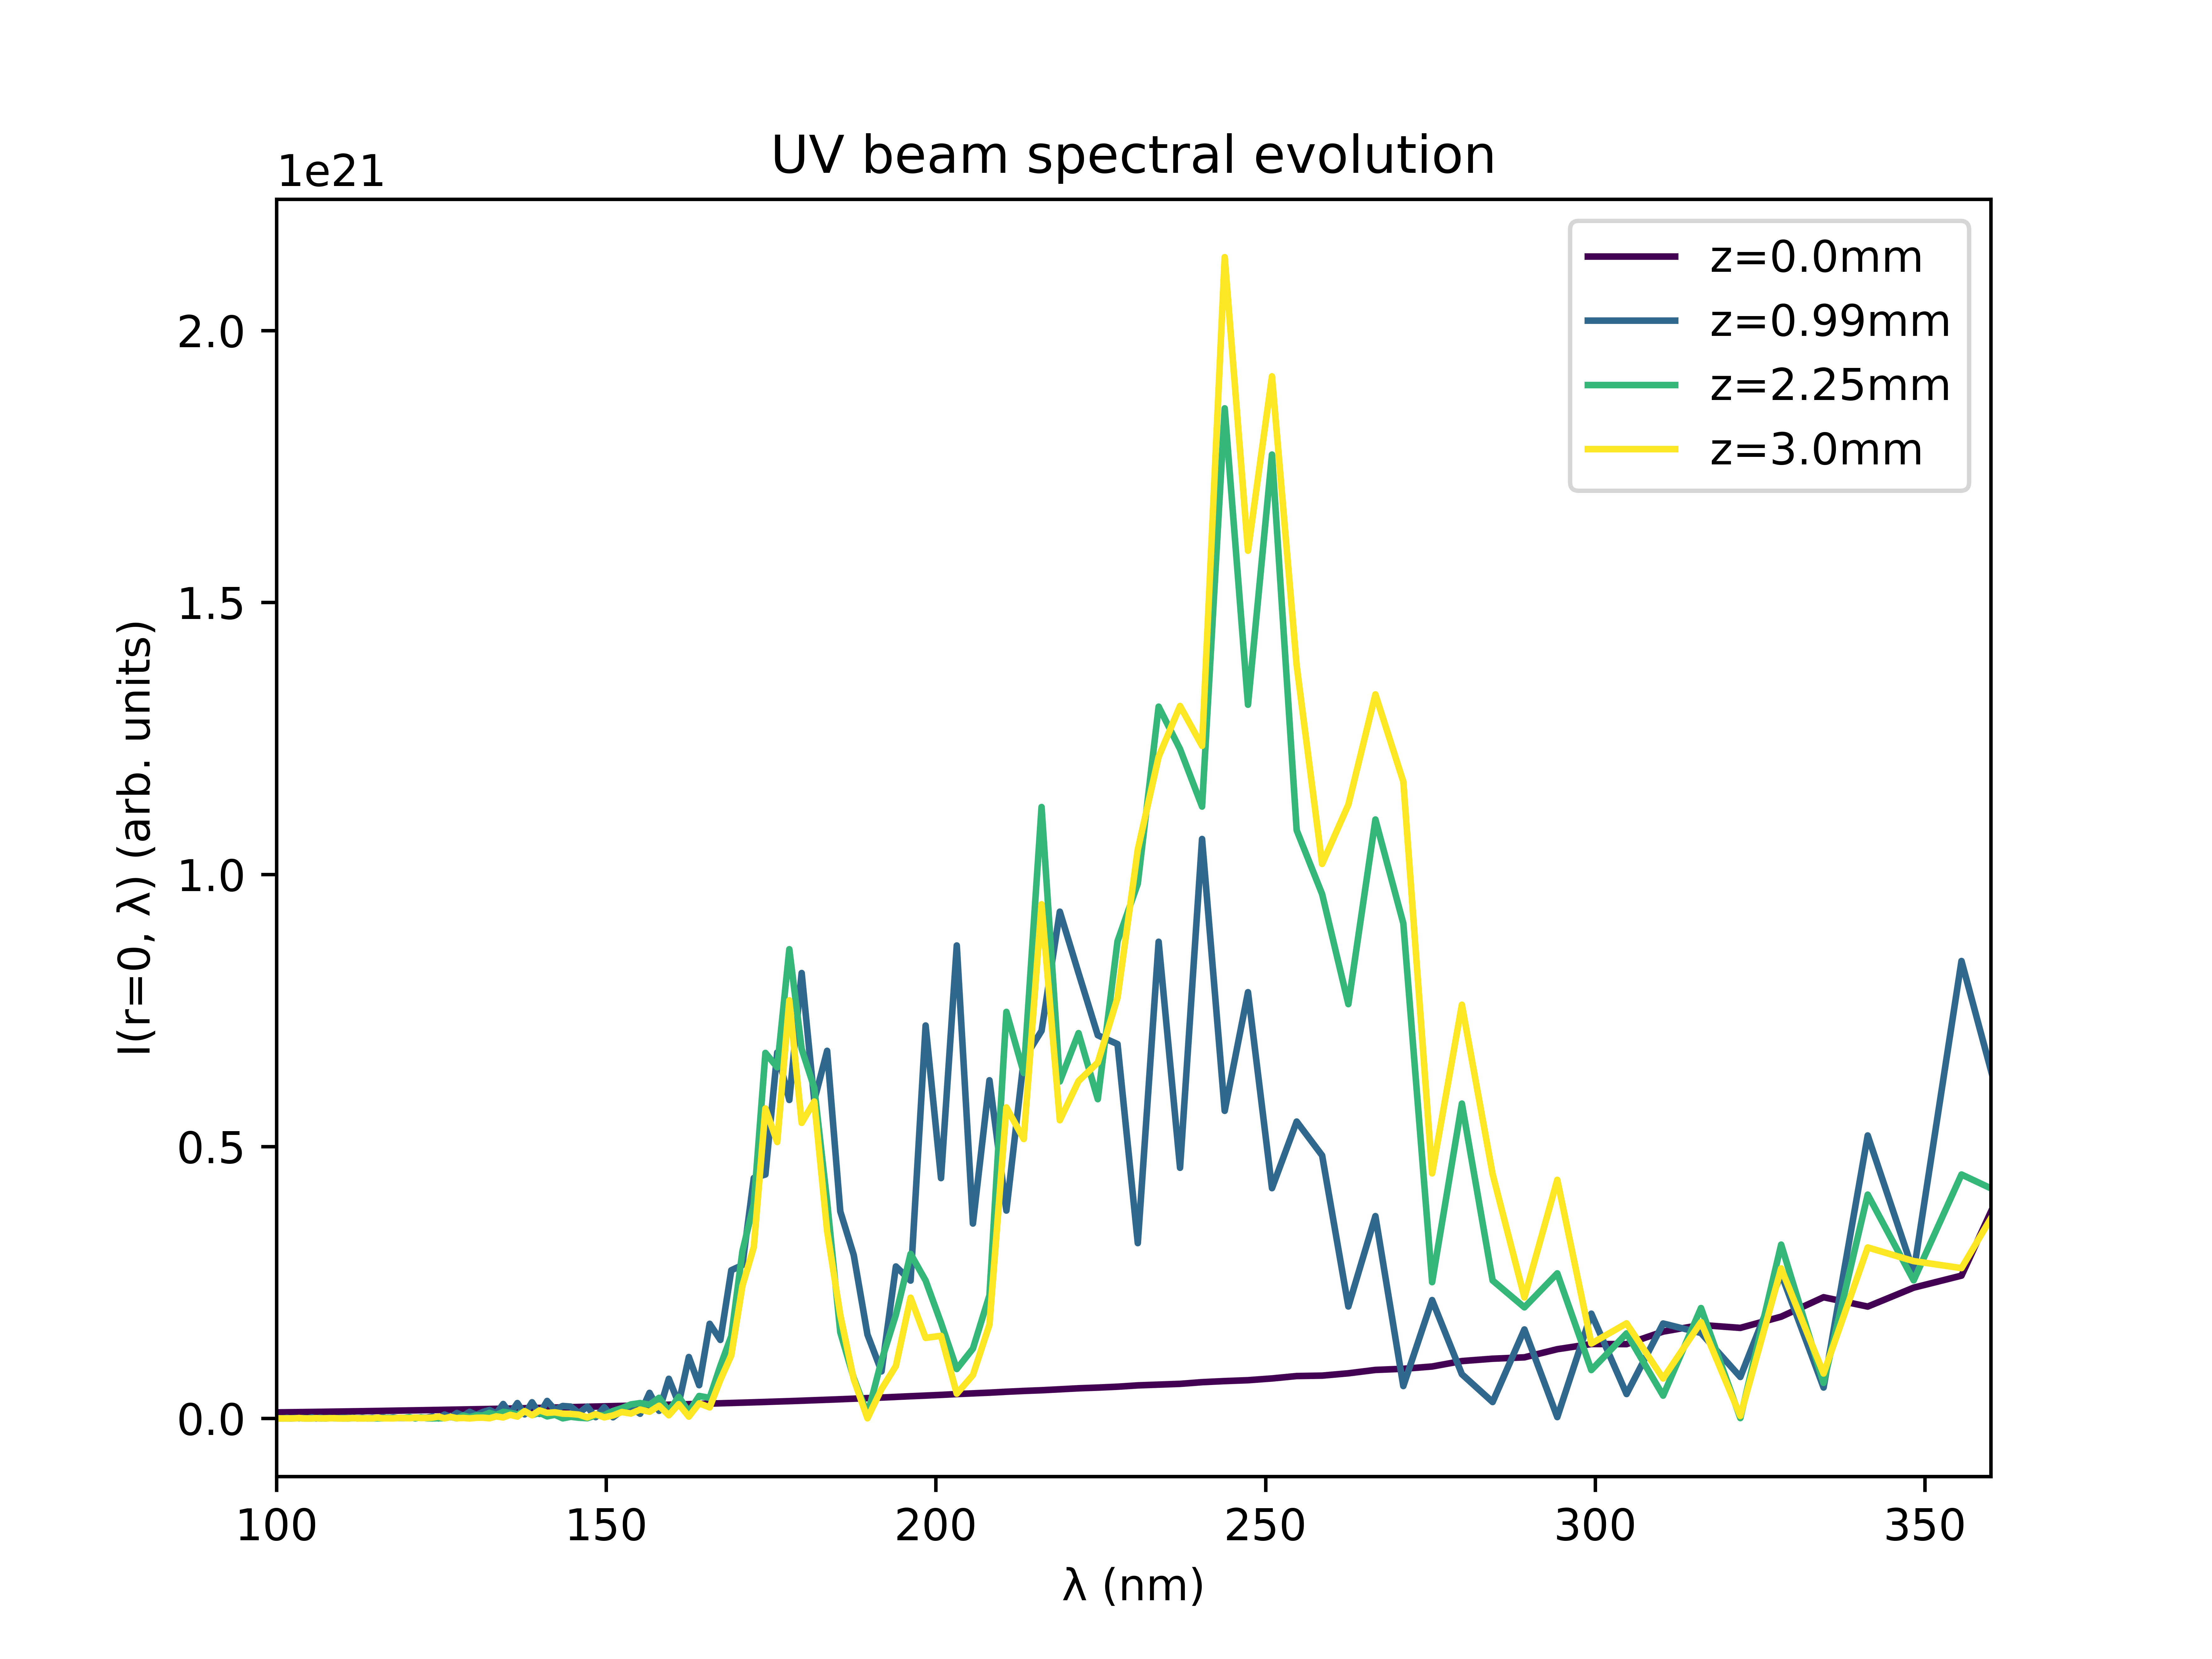 UV beam spectral evolution
1e21
z=0.0mm
z=0.99mm
z=2.25mm
z=3.0mm
2.0
1.5
1.0
0.5
0.0
I(r=0, λ) (arb. units)
100 150 200 250 300 350
λ (nm)